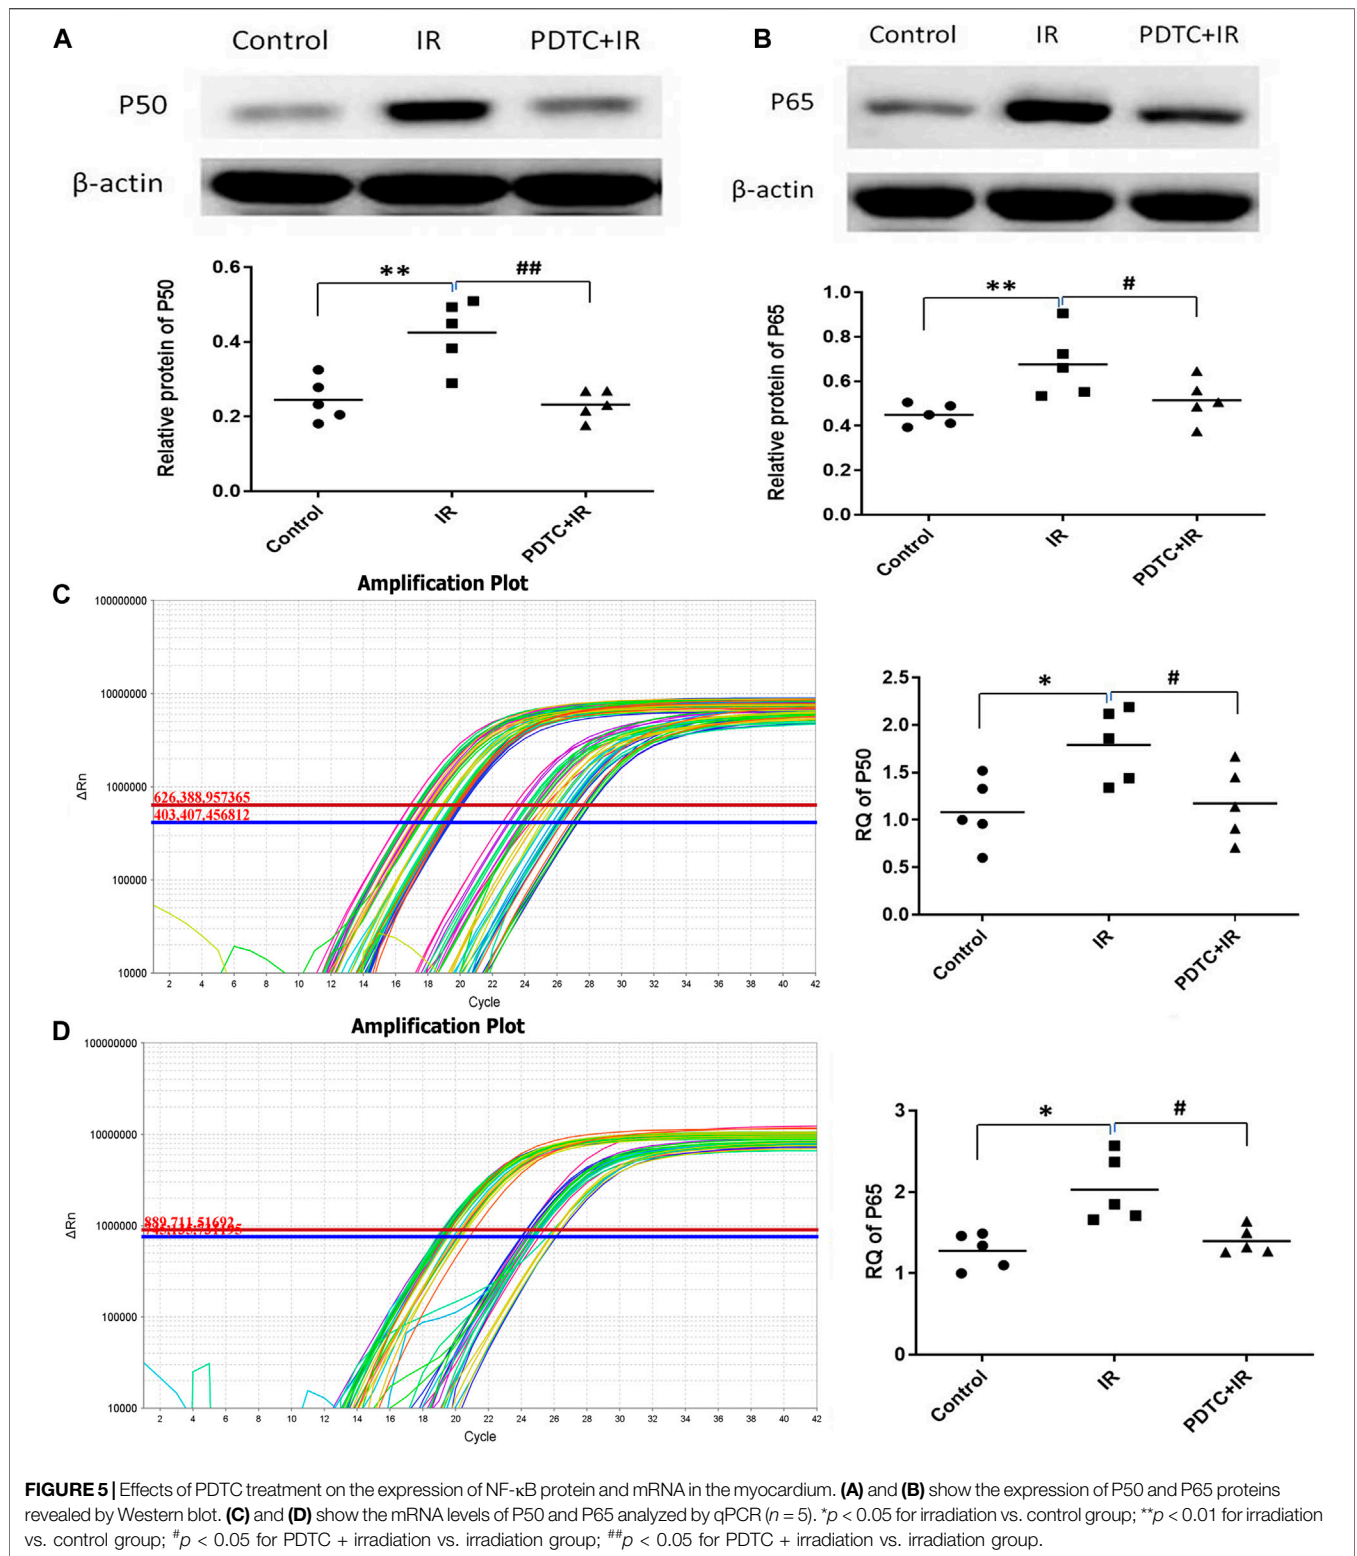 A
Control IR PDTC+IR
P50
β-actin
Relative protein of P50
0.6
0.4
0.2
0.0
** ##
Control IR PDTC+IR
B
Control IR PDTC+IR
P65
β-actin
Relative protein of P65
1.0
0.8
0.6
0.4
0.2
0.0
** #
Control IR PDTC+IR
C
Amplification Plot
ΔRn
100000000
10000000
1000000
100000
10000
626,388.957365
403,407.456812
2 4 6 8 10 12 14 16 18 20 22 24 26 28 30 32 34 36 38 40 42
Cycle
RQ of P50
2.5
2.0
1.5
1.0
0.5
0.0
* #
Control IR PDTC+IR
D
Amplification Plot
ΔRn
100000000
10000000
1000000
100000
10000
889,711.51692
2 4 6 8 10 12 14 16 18 20 22 24 26 28 30 32 34 36 38 40 42
Cycle
RQ of P65
3
2
1
0
* #
Control IR PDTC+IR
FIGURE 5 | Effects of PDTC treatment on the expression of NF-κB protein and mRNA in the myocardium. (A) and (B) show the expression of P50 and P65 proteins
revealed by Western blot. (C) and (D) show the mRNA levels of P50 and P65 analyzed by qPCR (n = 5). *p < 0.05 for irradiation vs. control group; **p < 0.01 for irradiation
vs. control group; #p < 0.05 for PDTC + irradiation vs. irradiation group; ##p < 0.05 for PDTC + irradiation vs. irradiation group.